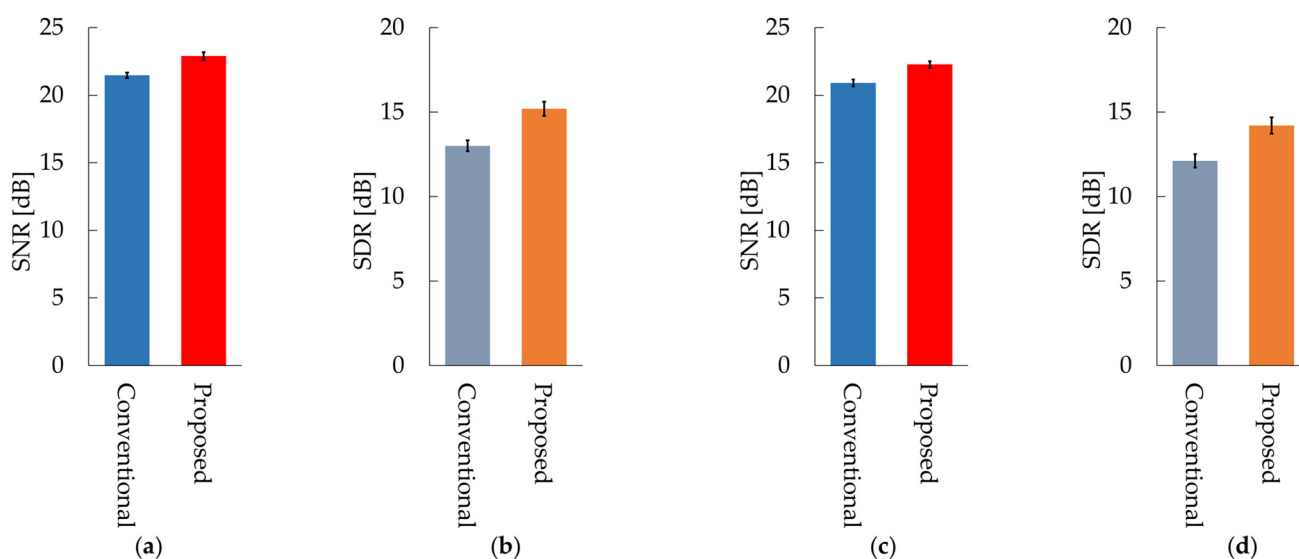 SNR [dB]
25
20
15
10
5
0
Conventional
Proposed
(a)
SDR [dB]
20
15
10
5
0
Conventional
Proposed
(b)
SNR [dB]
25
20
15
10
5
0
Conventional
Proposed
(c)
SDR [dB]
20
15
10
5
0
Conventional
Proposed
(d)